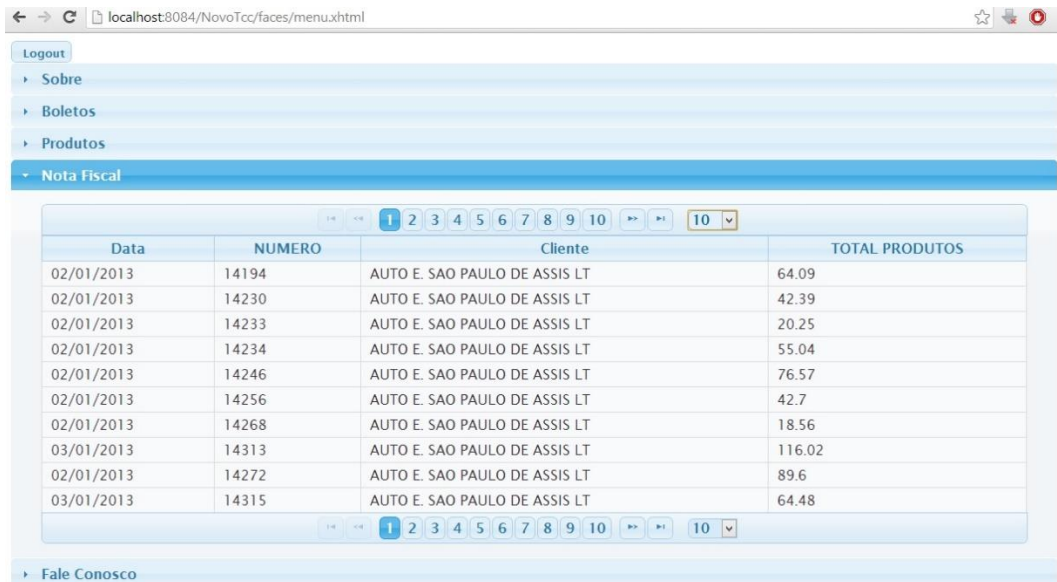 localhost:8084/NovoTcc/faces/menu.xhtml
Logout
Sobre
Boletos
Produtos
Nota Fiscal
1 2 3 4 5 6 7 8 9 10 10
Data NUMERO Cliente TOTAL PRODUTOS
02/01/2013 14194 AUTO E. SAO PAULO DE ASSIS LT 64.09
02/01/2013 14230 AUTO E. SAO PAULO DE ASSIS LT 42.39
02/01/2013 14233 AUTO E. SAO PAULO DE ASSIS LT 20.25
02/01/2013 14234 AUTO E. SAO PAULO DE ASSIS LT 55.04
02/01/2013 14246 AUTO E. SAO PAULO DE ASSIS LT 76.57
02/01/2013 14256 AUTO E. SAO PAULO DE ASSIS LT 42.7
02/01/2013 14268 AUTO E. SAO PAULO DE ASSIS LT 18.56
03/01/2013 14313 AUTO E. SAO PAULO DE ASSIS LT 116.02
02/01/2013 14272 AUTO E. SAO PAULO DE ASSIS LT 89.6
03/01/2013 14315 AUTO E. SAO PAULO DE ASSIS LT 64.48
1 2 3 4 5 6 7 8 9 10 10
Fale Conosco